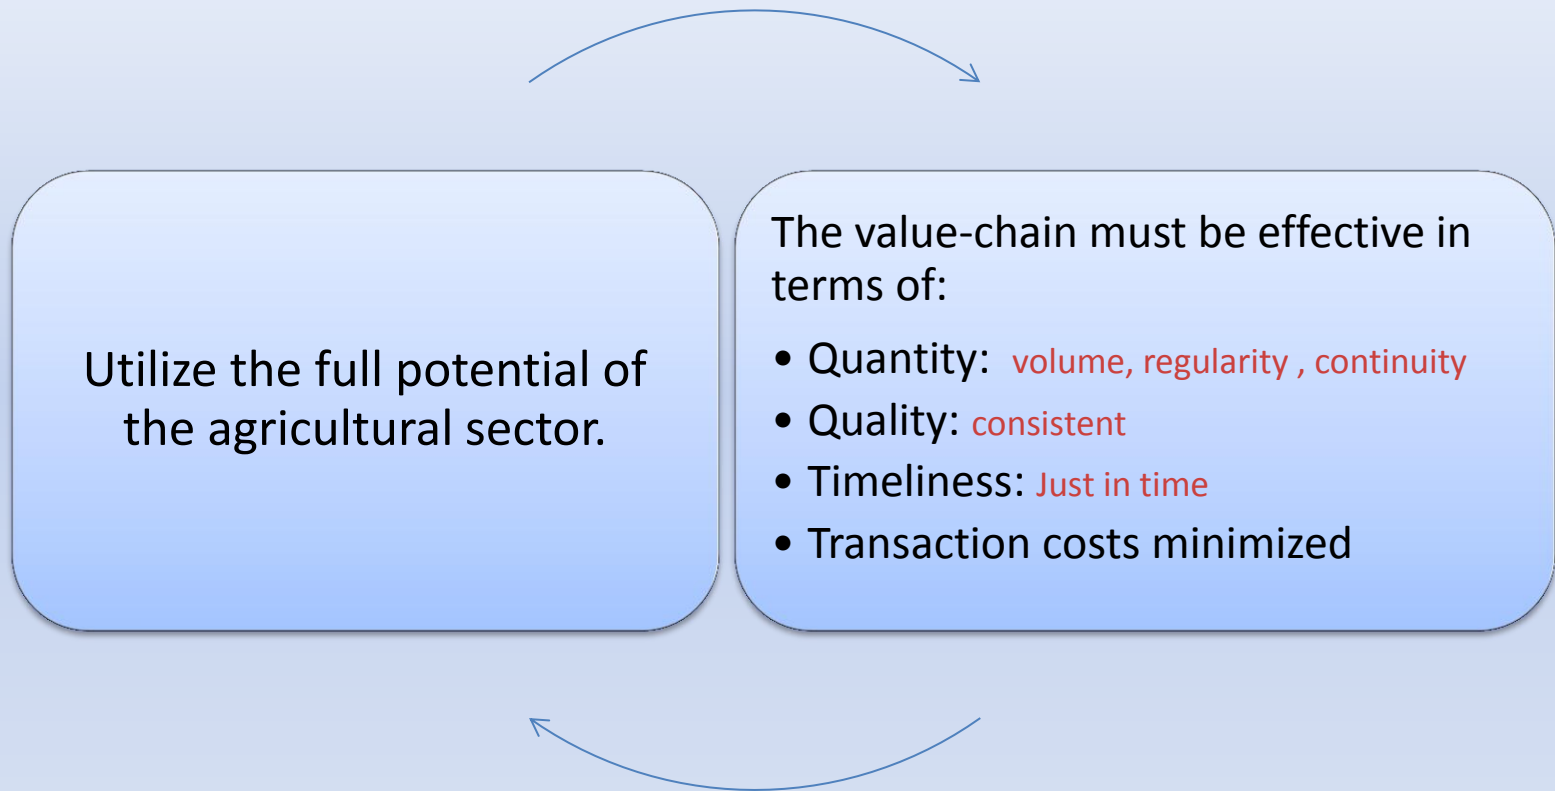 Utilize the full potential of
the agricultural sector.
The value-chain must be effective in
terms of:
• Quantity: volume, regularity , continuity
• Quality: consistent
• Timeliness: Just in time
• Transaction costs minimized